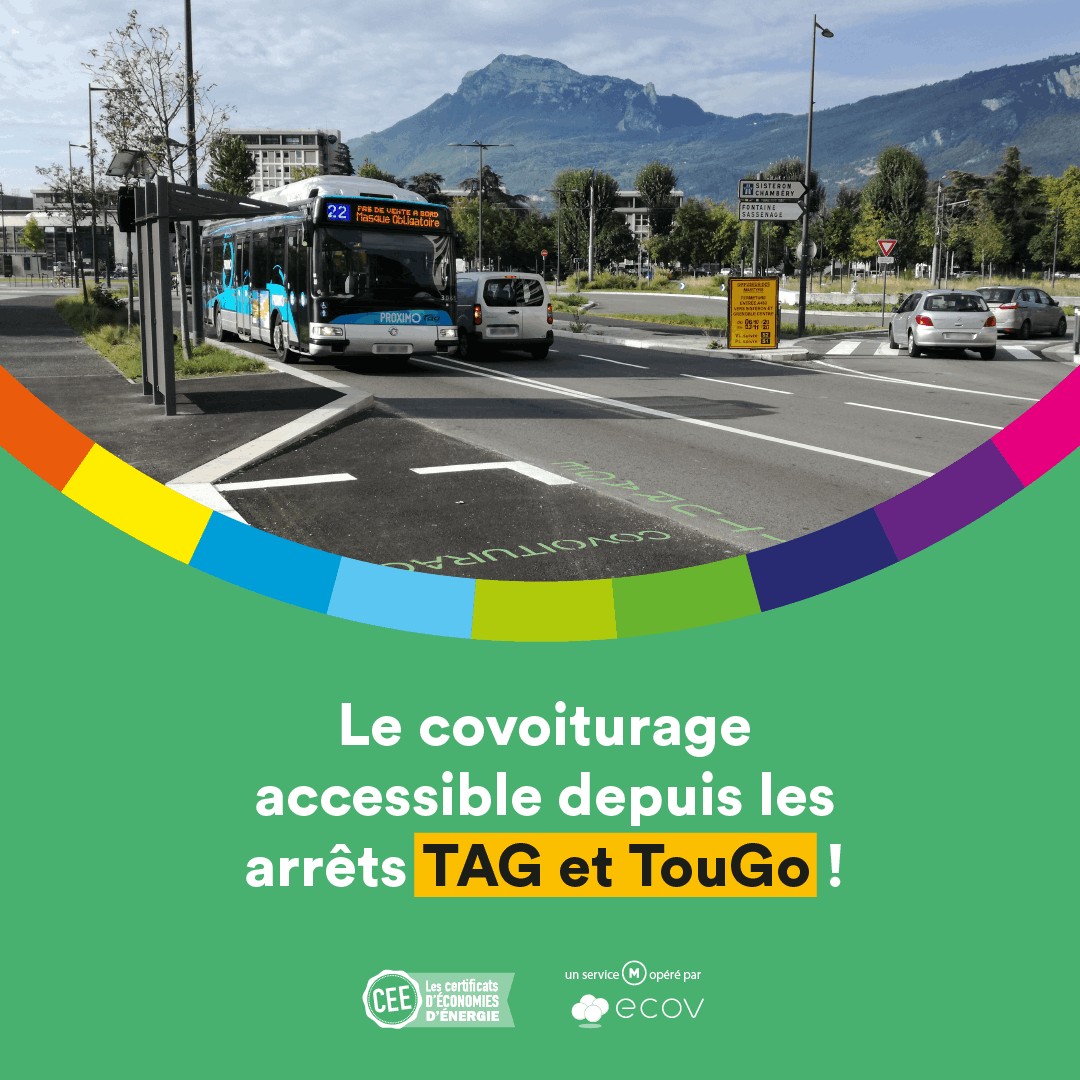 22
PAS DE VENTE A BORD
Masque Obligatoire
PROXIMO tag
SISTERON
CHAMBÉRY
FONTAINE
SASSENAGE
COVOITURAG
Le covoiturage
accessible depuis les
arrêts TAG et TouGo !
CEE
Les certificats
D'ÉCONOMIES
D'ÉNERGIE
un service M opéré par
ecov